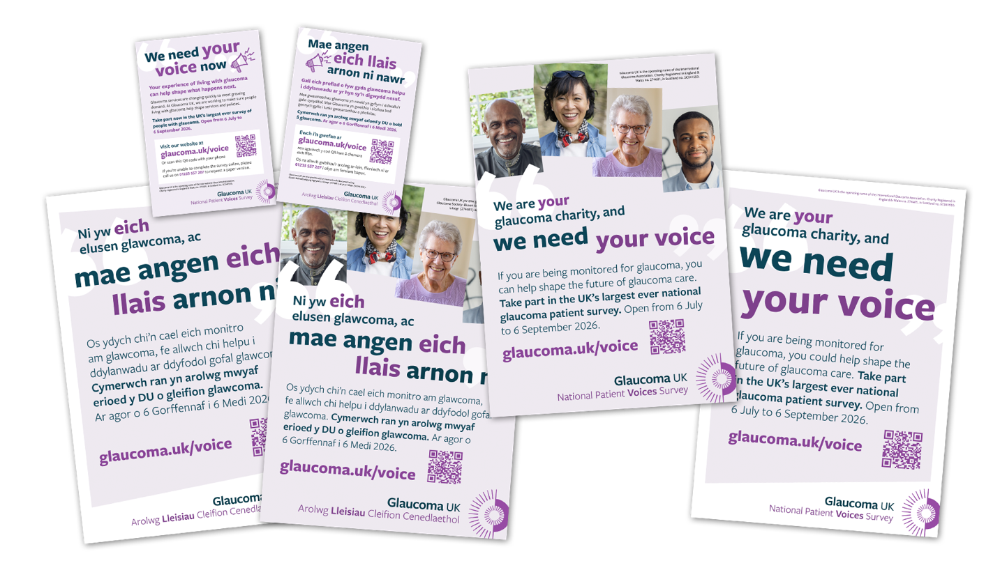 We need your
voice now
Your experience of living with glaucoma
can help shape what happens next.
Glaucoma services are changing quickly to meet growing
demand. At Glaucoma UK, we are working to make sure people
living with glaucoma help shape services and policies.
Take part now in the UK's largest ever survey of
people with glaucoma. Open from 6 July to
6 September 2026.
Visit our website at
glaucoma.uk/voice
Or scan this QR code with your phone
If you're unable to complete the survey online, please
call us on 01233 557 207 to request a paper version.
Glaucoma UK
National Patient Voices Survey
Mae angen
eich llais
arnon ni nawr
Gall eich profiad o fyw gyda glawcoma helpu
i ddylanwadu ar yr hyn sy'n digwydd nesaf.
Cymerwch ran yn arolwg mwyaf erioed y DU o bobl
â glawcoma. Ar agor o 6 Gorffennaf i 6 Medi 2026.
Ewch i'n gwefan ar
glaucoma.uk/voice
Neu sganiwch y cod QR hwn â chamera
eich ffôn.
Os na allwch gwblhau'r arolwg ar-lein, ffoniwch ni ar
01233 557 207 i ofyn am fersiwn bapur.
Glaucoma UK
Arolwg Lleisiau Cleifion Cenedlaethol
Ni yw eich
elusen glawcoma, ac
mae angen eich
llais arnon ni
Os ydych chi'n cael eich monitro
am glawcoma, fe allwch chi helpu i
ddylanwadu ar ddyfodol gofal glawcom
Cymerwch ran yn arolwg mwyaf
erioed y DU o gleifion glawcoma.
Ar agor o 6 Gorffennaf i 6 Medi 202
glaucoma.uk/voice
Glaucoma
Arolwg Lleisiau Cleifion Cenedla
Ni yw eich
elusen glawcoma, ac
mae angen eich
llais arnon n
Os ydych chi'n cael eich monitro am glawcoma,
fe allwch chi helpu i ddylanwadu ar ddyfodol gofa
glawcoma. Cymerwch ran yn arolwg mwyaf
erioed y DU o gleifion glawcoma. Ar agor o
6 Gorffennaf i 6 Medi 2026.
glaucoma.uk/voice
Glaucoma UK
Arolwg Lleisiau Cleifion Cenedlaethol
Glaucoma UK is the operating name of the International
Glaucoma Association. Charity Registered in England &
Wales no. 274681, in Scotland no. SC041550.
We are your
glaucoma charity, and
we need your voice
If you are being monitored for glaucoma, you
can help shape the future of glaucoma care.
Take part in the UK's largest ever national
glaucoma patient survey. Open from 6 July
to 6 September 2026.
glaucoma.uk/voice
Glaucoma UK
National Patient Voices Survey
Glaucoma UK is the operating name of the International Glaucoma Association. Charity Registered in
England & Wales no. 274681, in Scotland no. SC041550.
We are your
glaucoma charity, and
we need
your voice
If you are being monitored for
glaucoma, you could help shape the
future of glaucoma care. Take part
in the UK's largest ever national
glaucoma patient survey. Open from
6 July to 6 September 2026.
glaucoma.uk/voice
Glaucoma UK
National Patient Voices Survey